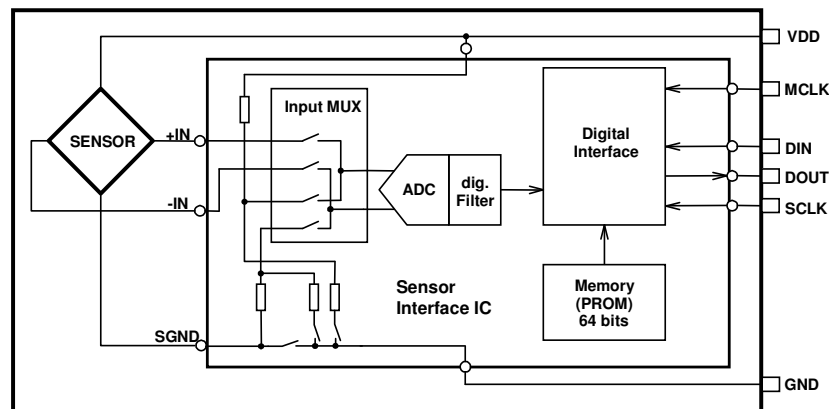 VDD
Input MUX
MCLK
SENSOR
+IN
Digital
Interface
DIN
ADC
dig.
Filter
DOUT
-IN
SCLK
Sensor
Interface IC
Memory
(PROM)
64 bits
SGND
GND